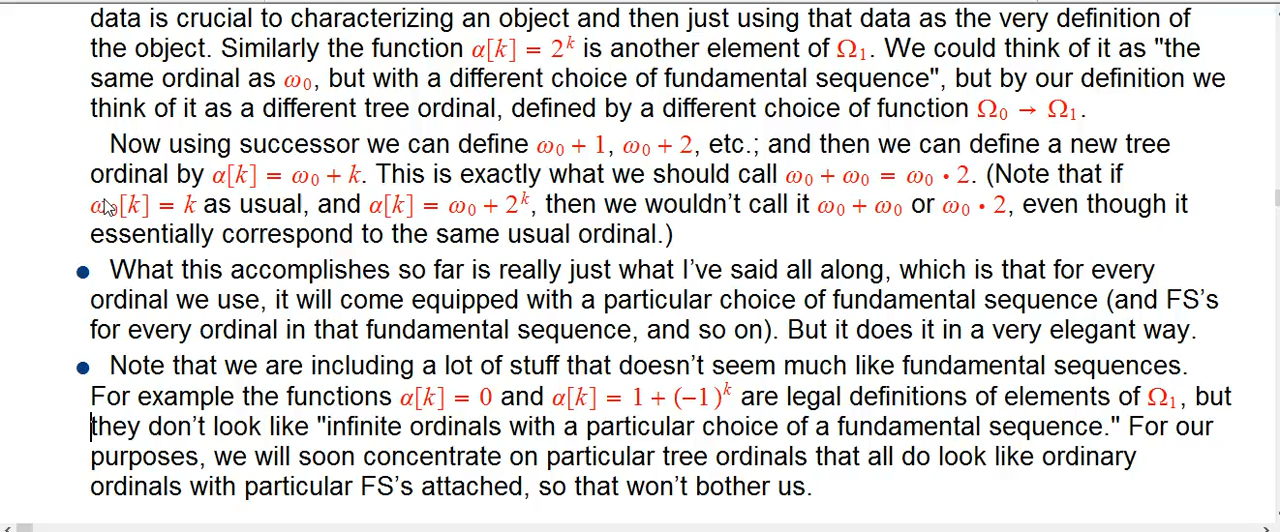 data is crucial to characterizing an object and then just using that data as the very definition of
the object. Similarly the function α[k] = 2ᵏ is another element of Ω₁. We could think of it as "the
same ordinal as ω₀, but with a different choice of fundamental sequence", but by our definition we
think of it as a different tree ordinal, defined by a different choice of function Ω₀ → Ω₁.
Now using successor we can define ω₀ + 1, ω₀ + 2, etc.; and then we can define a new tree
ordinal by α[k] = ω₀ + k. This is exactly what we should call ω₀ + ω₀ = ω₀ • 2. (Note that if
ω₀[k] = k as usual, and α[k] = ω₀ + 2ᵏ, then we wouldn't call it ω₀ + ω₀ or ω₀ • 2, even though it
essentially correspond to the same usual ordinal.)
● What this accomplishes so far is really just what I've said all along, which is that for every
ordinal we use, it will come equipped with a particular choice of fundamental sequence (and FS's
for every ordinal in that fundamental sequence, and so on). But it does it in a very elegant way.
● Note that we are including a lot of stuff that doesn't seem much like fundamental sequences.
For example the functions α[k] = 0 and α[k] = 1 + (−1)ᵏ are legal definitions of elements of Ω₁, but
they don't look like "infinite ordinals with a particular choice of a fundamental sequence." For our
purposes, we will soon concentrate on particular tree ordinals that all do look like ordinary
ordinals with particular FS's attached, so that won't bother us.